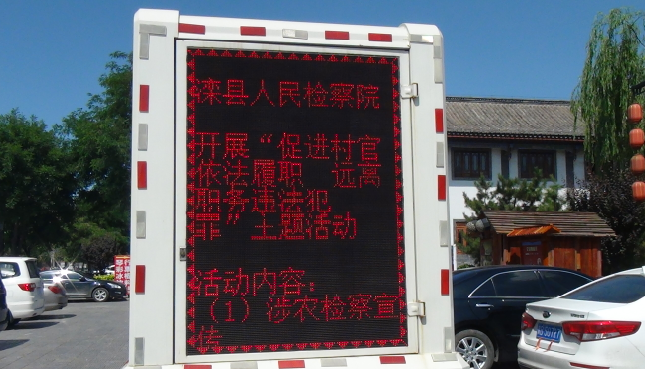 滦县人民检察院
开展“促进村官
依法履职 远离
职务违法犯
罪”主题活动
活动内容：
（1）涉农检察宣
传